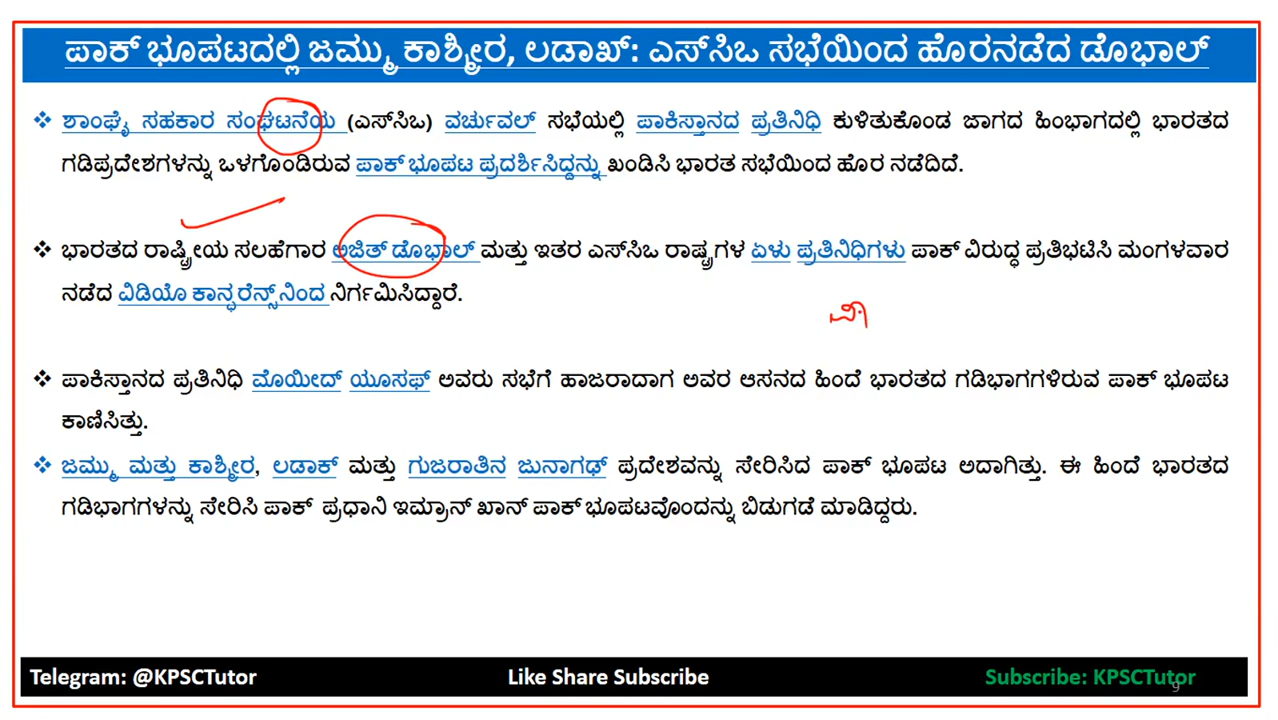 ಪಾಕ್ ಭೂಪಟದಲ್ಲಿ ಜಮ್ಮು ಕಾಶ್ಮೀರ, ಲಡಾಖ್: ಎಸ್‌ಸಿಒ ಸಭೆಯಿಂದ ಹೊರನಡೆದ ಡೊಭಾಲ್
❖ ಶಾಂಘೈ ಸಹಕಾರ ಸಂಘಟನೆಯ (ಎಸ್‌ಸಿಒ) ವರ್ಚುವಲ್ ಸಭೆಯಲ್ಲಿ ಪಾಕಿಸ್ತಾನದ ಪ್ರತಿನಿಧಿ ಕುಳಿತುಕೊಂಡ ಜಾಗದ ಹಿಂಭಾಗದಲ್ಲಿ ಭಾರತದ
ಗಡಿಪ್ರದೇಶಗಳನ್ನು ಒಳಗೊಂಡಿರುವ ಪಾಕ್ ಭೂಪಟ ಪ್ರದರ್ಶಿಸಿದ್ದನ್ನು ಖಂಡಿಸಿ ಭಾರತ ಸಭೆಯಿಂದ ಹೊರ ನಡೆದಿದೆ.
❖ ಭಾರತದ ರಾಷ್ಟ್ರೀಯ ಸಲಹೆಗಾರ ಅಜಿತ್ ಡೊಭಾಲ್ ಮತ್ತು ಇತರ ಎಸ್‌ಸಿಒ ರಾಷ್ಟ್ರಗಳ ಏಳು ಪ್ರತಿನಿಧಿಗಳು ಪಾಕ್ ವಿರುದ್ಧ ಪ್ರತಿಭಟಿಸಿ ಮಂಗಳವಾರ
ನಡೆದ ವಿಡಿಯೊ ಕಾನ್ಫರೆನ್ಸ್‌ನಿಂದ ನಿರ್ಗಮಿಸಿದ್ದಾರೆ.
❖ ಪಾಕಿಸ್ತಾನದ ಪ್ರತಿನಿಧಿ ಮೊಯೀದ್ ಯೂಸಫ್ ಅವರು ಸಭೆಗೆ ಹಾಜರಾದಾಗ ಅವರ ಆಸನದ ಹಿಂದೆ ಭಾರತದ ಗಡಿಭಾಗಗಳಿರುವ ಪಾಕ್ ಭೂಪಟ
ಕಾಣಿಸಿತ್ತು.
❖ ಜಮ್ಮು ಮತ್ತು ಕಾಶ್ಮೀರ, ಲಡಾಕ್ ಮತ್ತು ಗುಜರಾತಿನ ಜುನಾಗಢ್ ಪ್ರದೇಶವನ್ನು ಸೇರಿಸಿದ ಪಾಕ್ ಭೂಪಟ ಅದಾಗಿತ್ತು. ಈ ಹಿಂದೆ ಭಾರತದ
ಗಡಿಭಾಗಗಳನ್ನು ಸೇರಿಸಿ ಪಾಕ್ ಪ್ರಧಾನಿ ಇಮ್ರಾನ್ ಖಾನ್ ಪಾಕ್ ಭೂಪಟವೊಂದನ್ನು ಬಿಡುಗಡೆ ಮಾಡಿದ್ದರು.
Telegram: @KPSCTutor Like Share Subscribe Subscribe: KPSCTutor
9